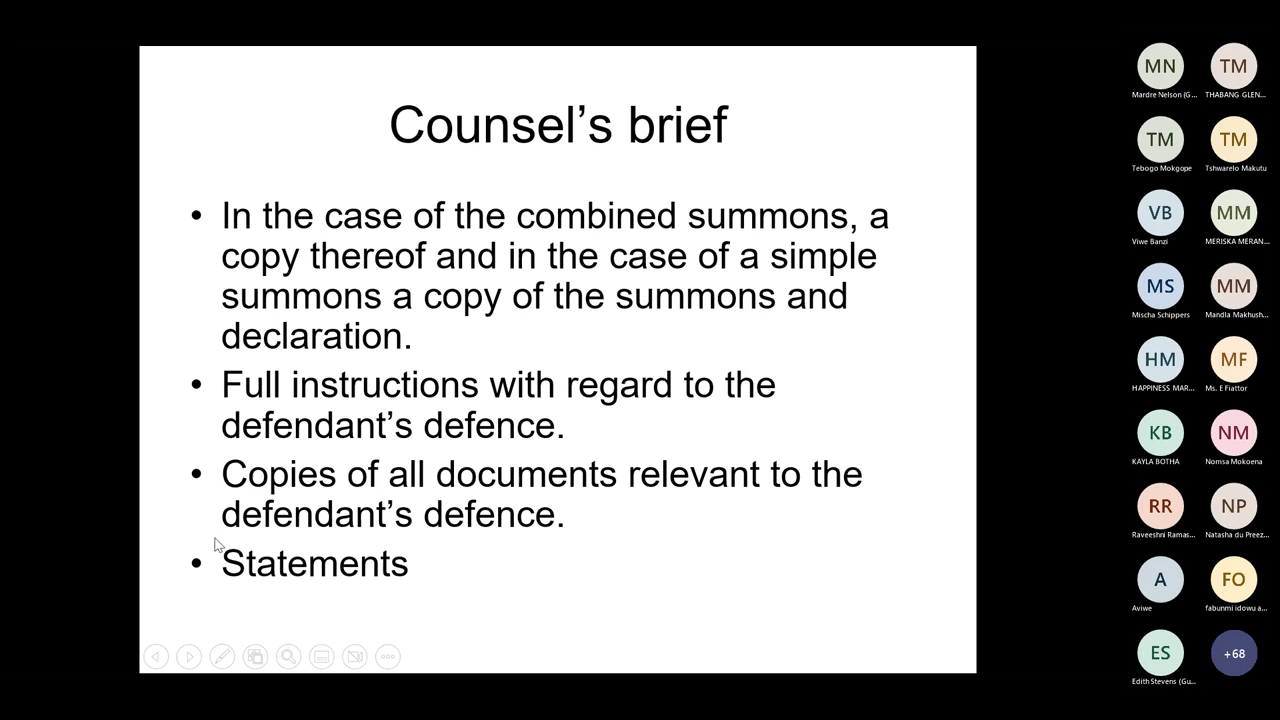 Counsel’s brief
• In the case of the combined summons, a
copy thereof and in the case of a simple
summons a copy of the summons and
declaration.
• Full instructions with regard to the
defendant’s defence.
• Copies of all documents relevant to the
defendant’s defence.
• Statements
MN
TM
Mardre Nelson (G...
THABANG GLEN...
TM
TM
Tebogo Mokgope
Tshwarelo Makutu
VB
MM
Viwe Banzi
MERISKA MERAN...
MS
MM
Mischa Schippers
Mandla Makhush...
HM
MF
HAPPINESS MAR...
Ms. E Fiattor
KB
NM
KAYLA BOTHA
Nomsa Mokoena
RR
NP
Raveeshni Ramas...
Natasha du Preez...
A
FO
Aviwe
fabunmi idowu a...
ES
+68
Edith Stevens (Gu...